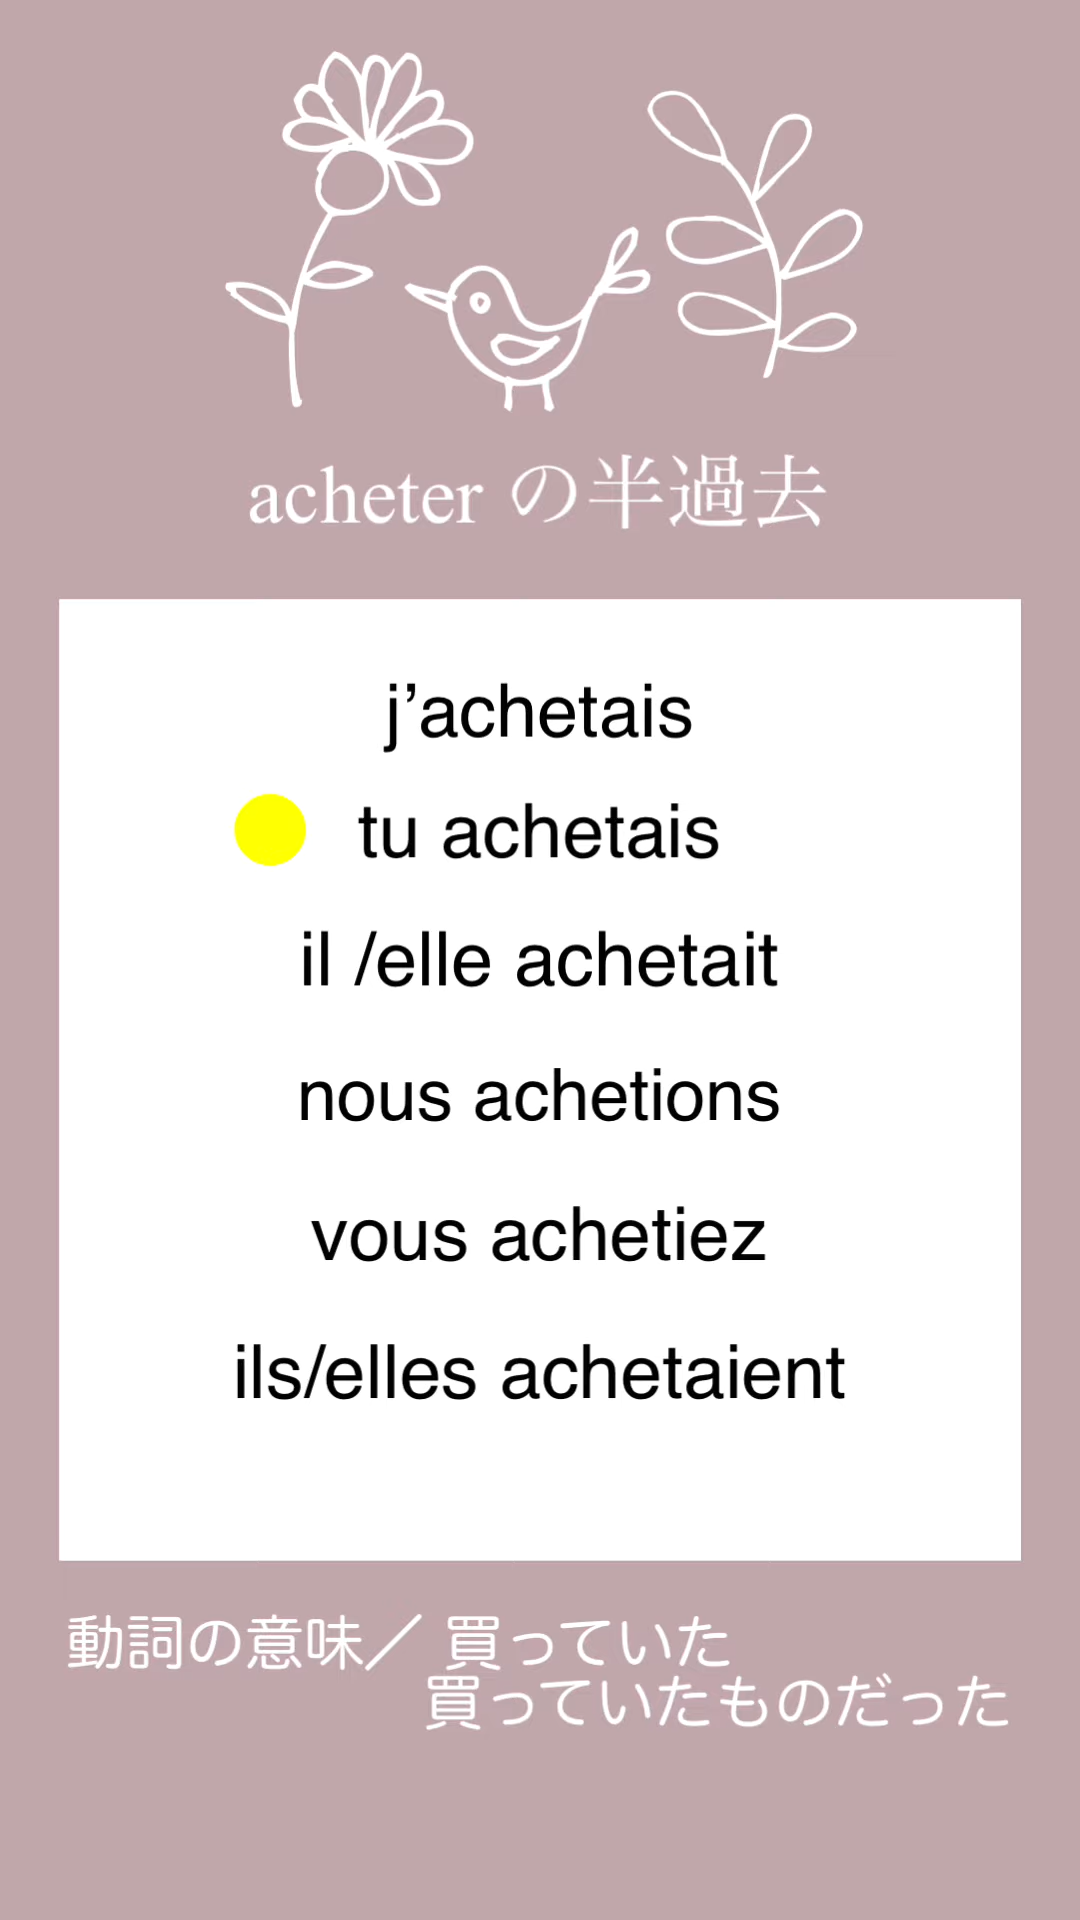 acheter の半過去
j’achetais
tu achetais
il /elle achetait
nous achetions
vous achetiez
ils/elles achetaient
動詞の意味／ 買っていた
買っていたものだった